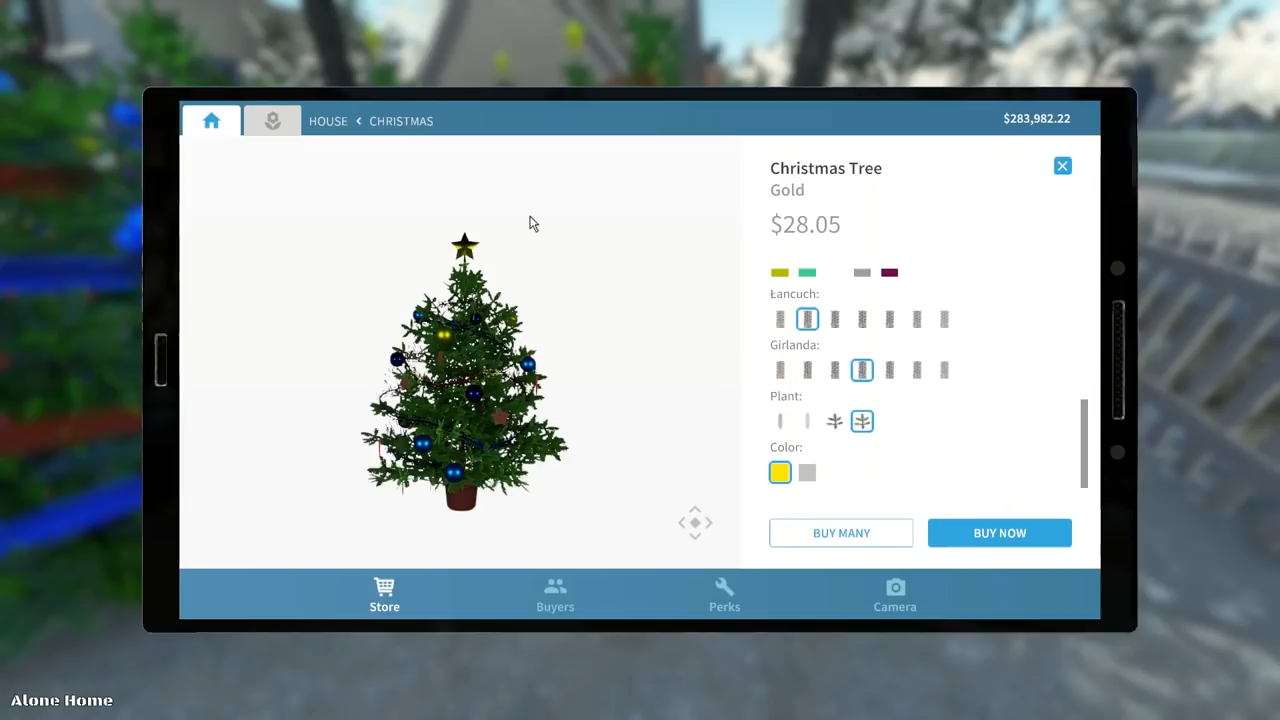 HOUSE < CHRISTMAS
$283,982.22
Christmas Tree
Gold
$28.05
Łancuch:
Girlanda:
Plant:
Color:
BUY MANY
BUY NOW
Store
Buyers
Perks
Camera
Alone Home